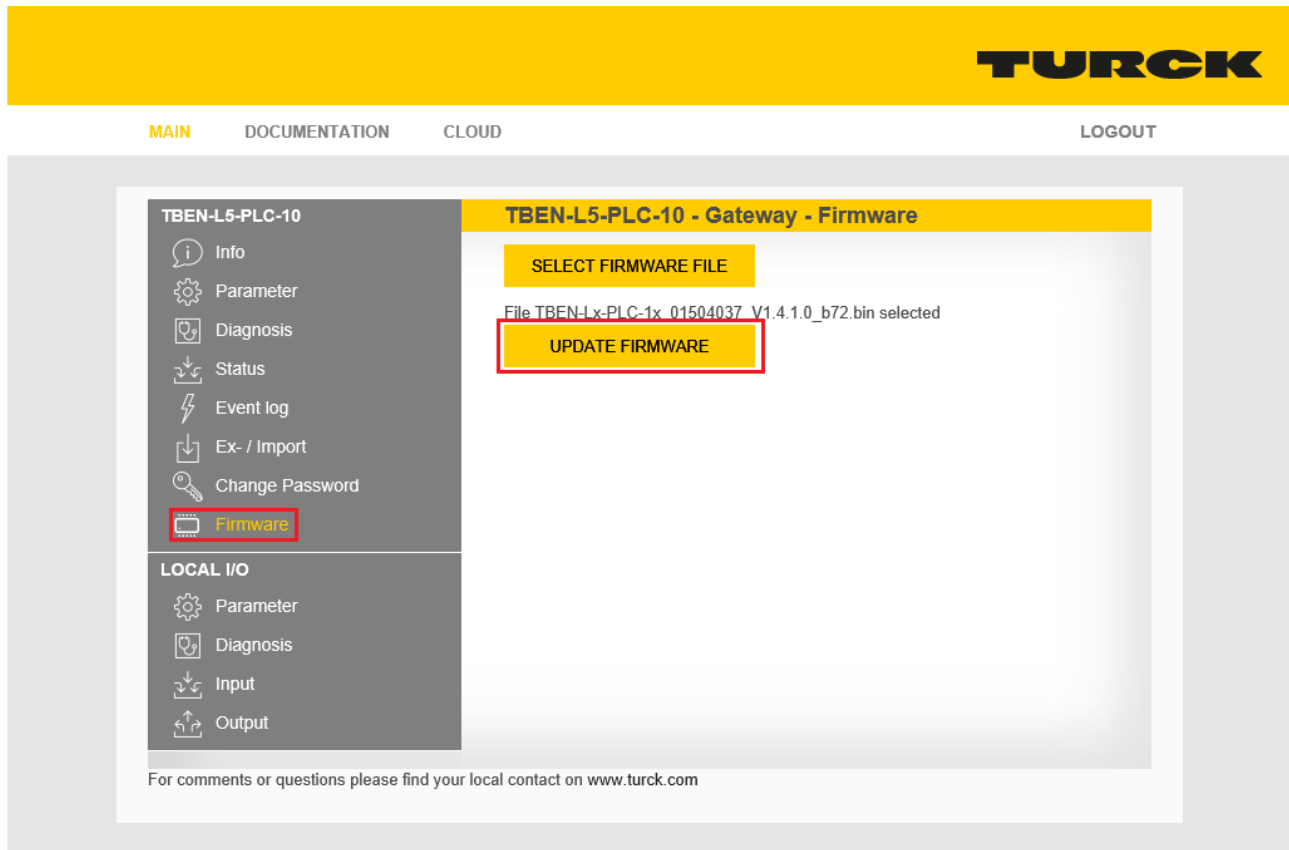 TURCK
MAIN DOCUMENTATION CLOUD LOGOUT
TBEN-L5-PLC-10
Info
Parameter
Diagnosis
Status
Event log
Ex- / Import
Change Password
Firmware
LOCAL I/O
Parameter
Diagnosis
Input
Output
TBEN-L5-PLC-10 - Gateway - Firmware
SELECT FIRMWARE FILE
File TBEN-Lx-PLC-1x_01504037_V1.4.1.0_b72.bin selected
UPDATE FIRMWARE
For comments or questions please find your local contact on www.turck.com